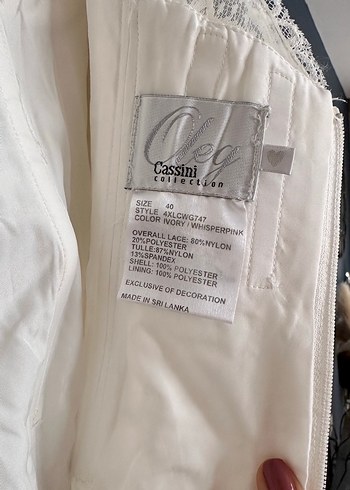 Oleg
Cassini
collection
SIZE 40
STYLE 4XLCWG747
COLOR IVORY / WHISPERPINK
OVERALL LACE: 80%NYLON
20%POLYESTER
TULLE:87%NYLON
13%SPANDEX
SHELL: 100% POLYESTER
LINING: 100% POLYESTER
EXCLUSIVE OF DECORATION
MADE IN SRI LANKA